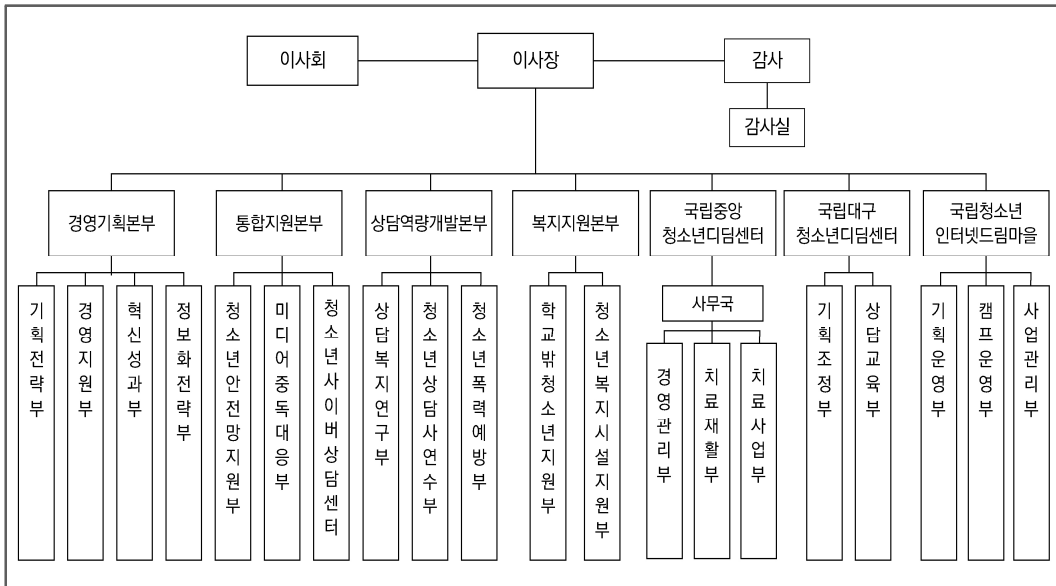 이사회
이사장
감사
감사실
경영기획본부
통합지원본부
상담역량개발본부
복지지원본부
국립중앙
청소년디딤센터
국립대구
청소년디딤센터
국립청소년
인터넷드림마을
기획전략부
경영지원부
혁신성과부
정보화전략부
청소년안전망지원부
미디어중독대응부
청소년사이버상담센터
상담복지연구부
청소년상담사연수부
청소년폭력예방부
학교밖청소년지원부
청소년복지시설지원부
사무국
경영관리부
치료재활부
치료사업부
기획조정부
상담교육부
기획운영부
캠프운영부
사업관리부